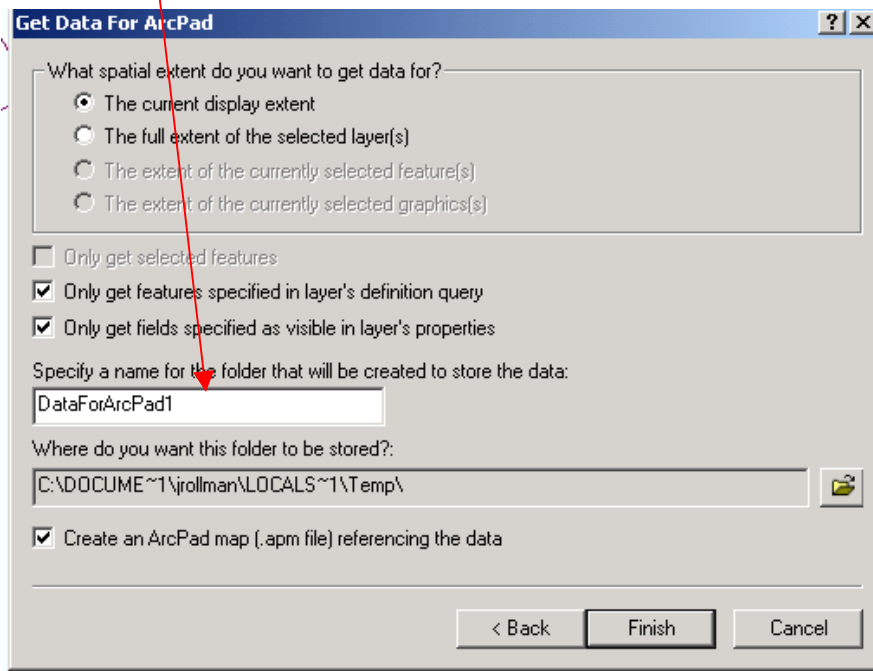 Get Data For ArcPad
What spatial extent do you want to get data for?
The current display extent
The full extent of the selected layer(s)
The extent of the currently selected feature(s)
The extent of the currently selected graphics(s)
Only get selected features
Only get features specified in layer's definition query
Only get fields specified as visible in layer's properties
Specify a name for the folder that will be created to store the data:
DataForArcPad1
Where do you want this folder to be stored?:
C:\DOCUME~1\jrollman\LOCALS~1\Temp\
Create an ArcPad map (.apm file) referencing the data
< Back Finish Cancel